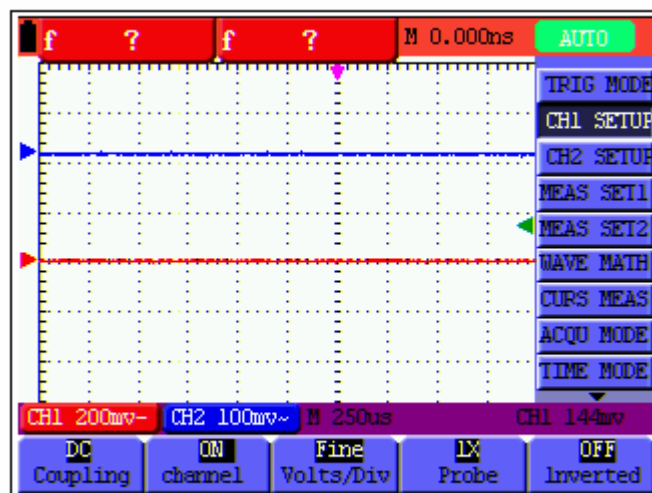 f ? f ? M 0.000ns AUTO
TRIG MODE
CH1 SETUP
CH2 SETUP
MEAS SET1
MEAS SET2
WAVE MATH
CURS MEAS
ACQU MODE
TIME MODE
CH1 200mv- CH2 100mv~ M 250us CH1 144mv
DC ON Fine 1X OFF
Coupling channel Volts/Div Probe lnverted